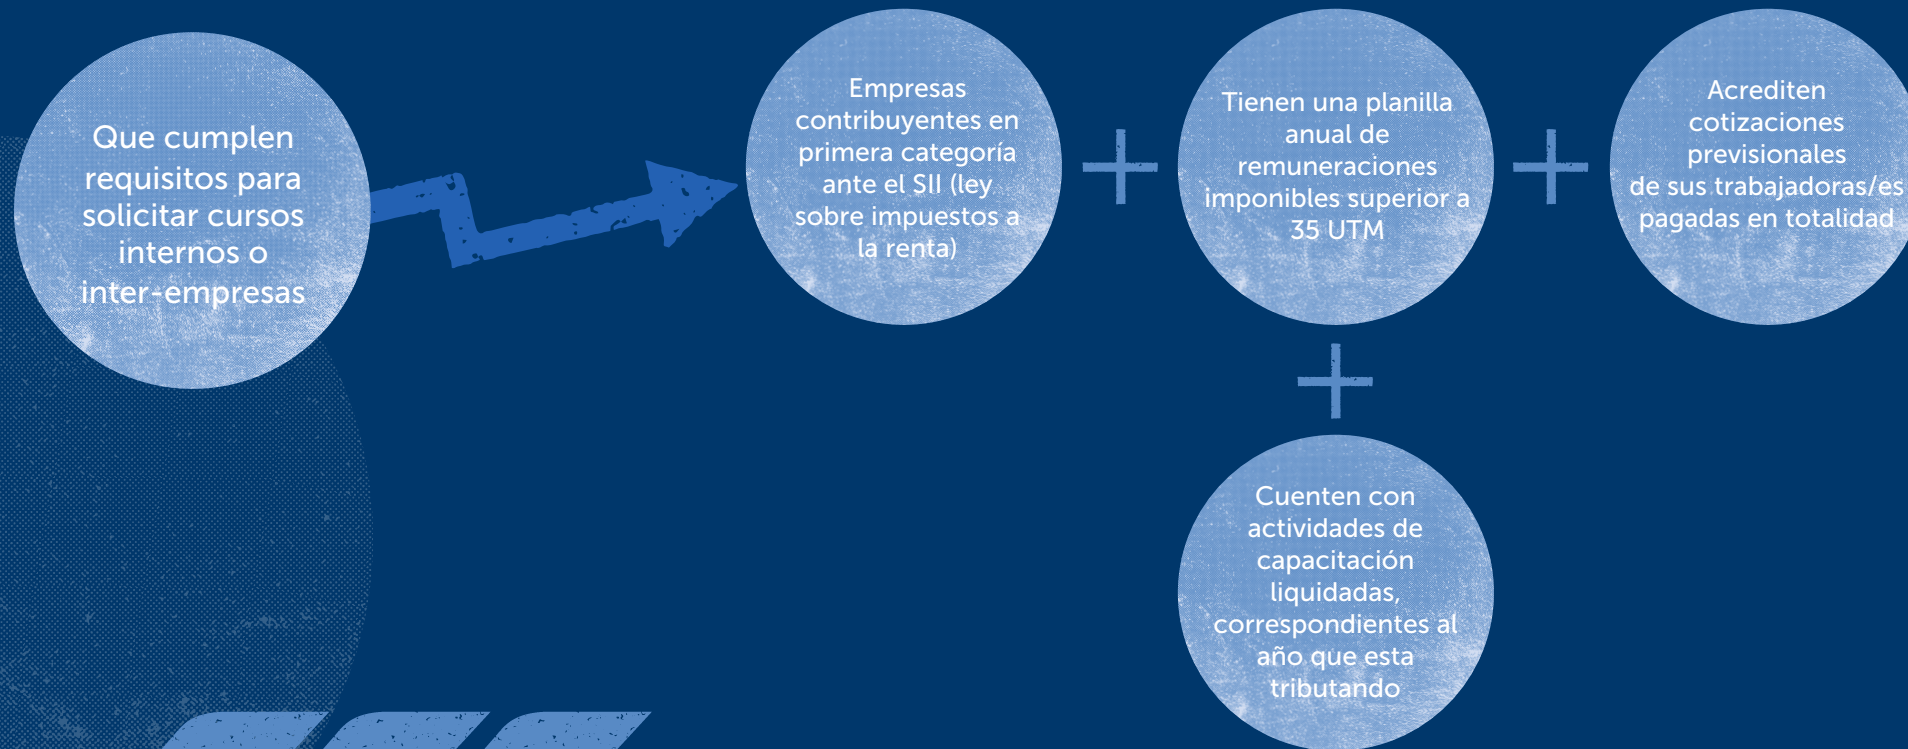 Que cumplen
requisitos para
solicitar cursos
internos o
inter-empresas
Empresas
contribuyentes en
primera categoría
ante el SII (ley
sobre impuestos a
la renta)
Tienen una planilla
anual de
remuneraciones
imponibles superior a
35 UTM
Acrediten
cotizaciones
previsionales
de sus trabajadoras/es
pagadas en totalidad
Cuenten con
actividades de
capacitación
liquidadas,
correspondientes al
año que esta
tributando